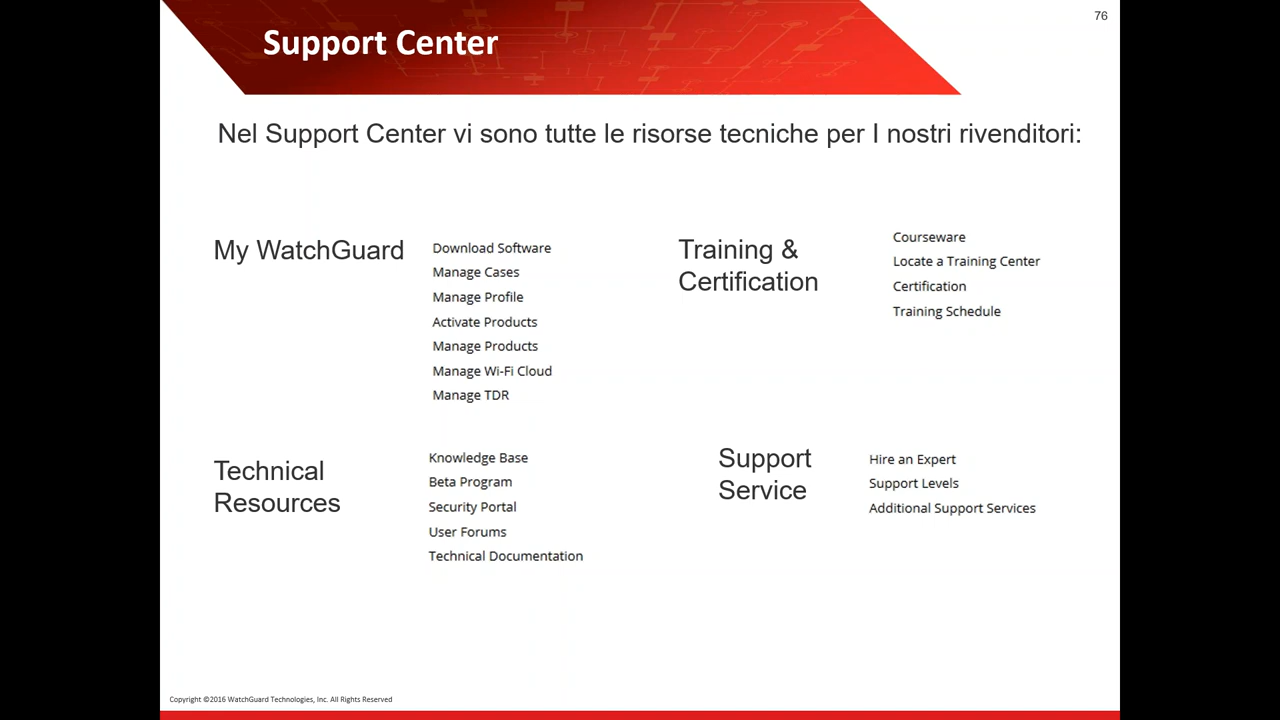 76
Support Center
Nel Support Center vi sono tutte le risorse tecniche per I nostri rivenditori:
My WatchGuard
Download Software
Manage Cases
Manage Profile
Activate Products
Manage Products
Manage Wi-Fi Cloud
Manage TDR
Training &
Certification
Courseware
Locate a Training Center
Certification
Training Schedule
Technical
Resources
Knowledge Base
Beta Program
Security Portal
User Forums
Technical Documentation
Support
Service
Hire an Expert
Support Levels
Additional Support Services
Copyright ©2016 WatchGuard Technologies, Inc. All Rights Reserved